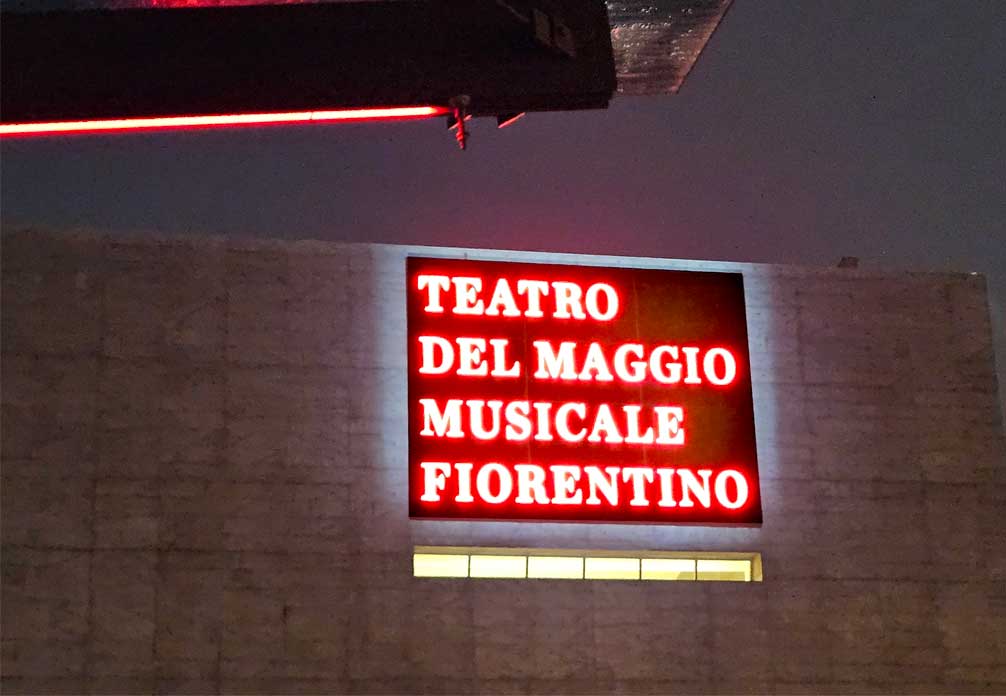 TEATRO
DEL MAGGIO
MUSICALE
FIORENTINO